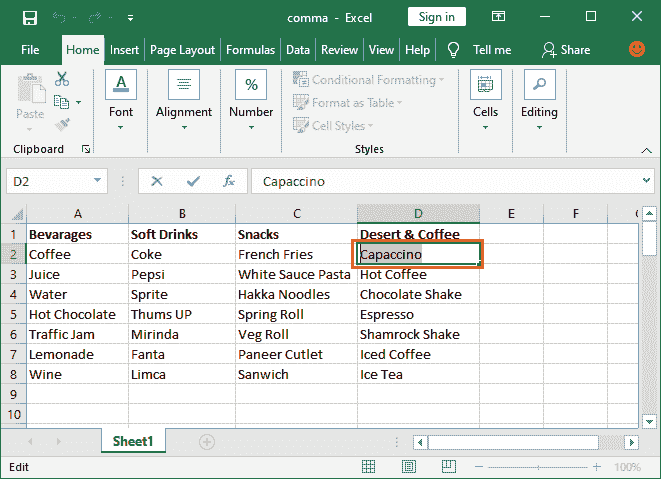 comma - Excel
Sign in
File Home Insert Page Layout Formulas Data Review View Help Tell me Share
Paste
Clipboard
A
Font
Alignment
%
Number
Conditional Formatting
Format as Table
Cell Styles
Styles
Cells
Editing
D2 fx Capaccino
A B C D E F
1 Bevarages Soft Drinks Snacks Desert & Coffee
2 Coffee Coke French Fries Capaccino
3 Juice Pepsi White Sauce Pasta Hot Coffee
4 Water Sprite Hakka Noodles Chocolate Shake
5 Hot Chocolate Thums UP Spring Roll Espresso
6 Traffic Jam Mirinda Veg Roll Shamrock Shake
7 Lemonade Fanta Paneer Cutlet Iced Coffee
8 Wine Limca Sanwich Ice Tea
9
10
Sheet1
Edit 100%